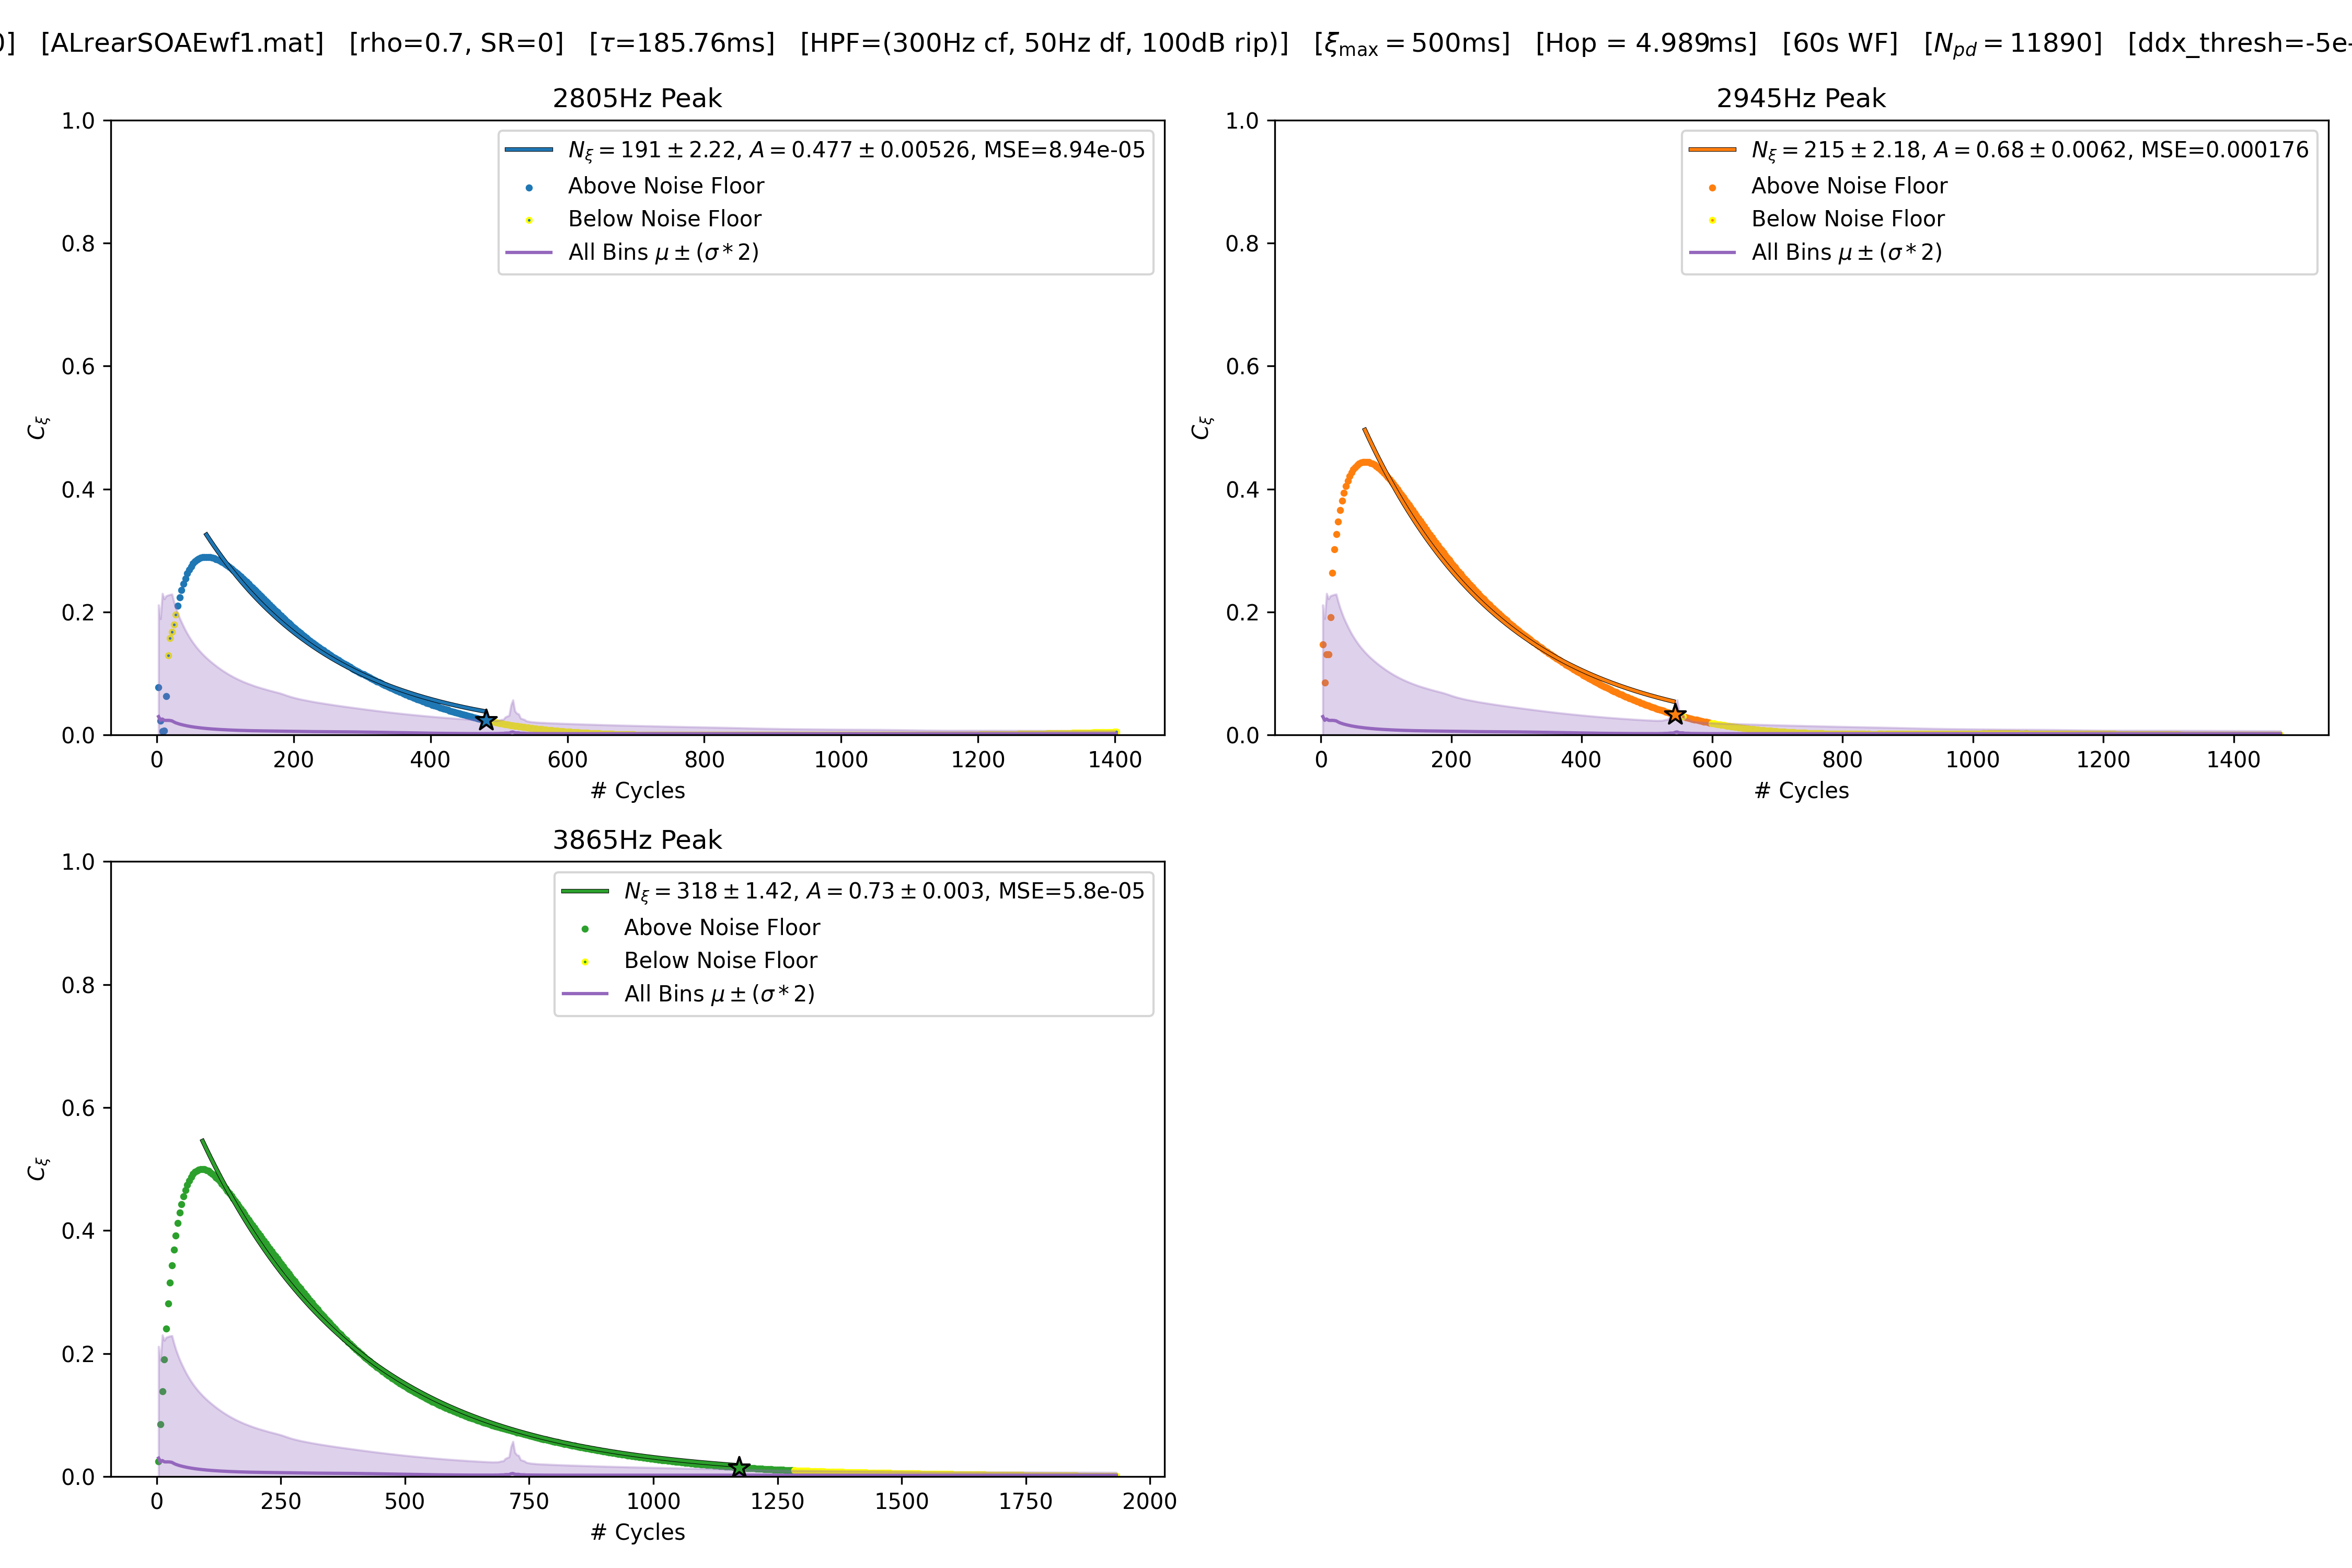 0] [ALrearSOAEwf1.mat] [rho=0.7, SR=0] [τ=185.76ms] [HPF=(300Hz cf, 50Hz df, 100dB rip)] [ξmax = 500ms] [Hop = 4.989ms] [60s WF] [Npd = 11890] [ddx_thresh=-5e-
2805Hz Peak
1.0
0.8
0.6
0.4
0.2
0.0
Cξ
Nξ = 191 ± 2.22, A = 0.477 ± 0.00526, MSE=8.94e-05
Above Noise Floor
Below Noise Floor
All Bins μ ± (σ * 2)
0 200 400 600 800 1000 1200 1400
# Cycles
2945Hz Peak
1.0
0.8
0.6
0.4
0.2
0.0
Cξ
Nξ = 215 ± 2.18, A = 0.68 ± 0.0062, MSE=0.000176
Above Noise Floor
Below Noise Floor
All Bins μ ± (σ * 2)
0 200 400 600 800 1000 1200 1400
# Cycles
3865Hz Peak
1.0
0.8
0.6
0.4
0.2
0.0
Cξ
Nξ = 318 ± 1.42, A = 0.73 ± 0.003, MSE=5.8e-05
Above Noise Floor
Below Noise Floor
All Bins μ ± (σ * 2)
0 250 500 750 1000 1250 1500 1750 2000
# Cycles